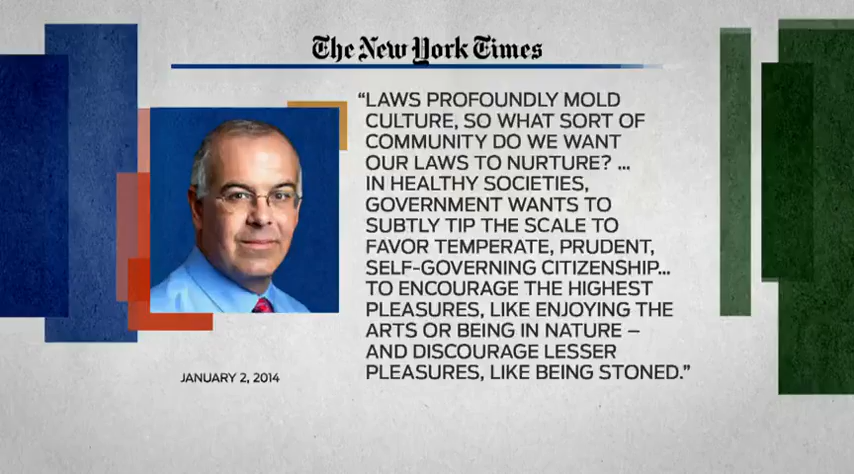 The New York Times
“LAWS PROFOUNDLY MOLD
CULTURE, SO WHAT SORT OF
COMMUNITY DO WE WANT
OUR LAWS TO NURTURE? ...
IN HEALTHY SOCIETIES,
GOVERNMENT WANTS TO
SUBTLY TIP THE SCALE TO
FAVOR TEMPERATE, PRUDENT,
SELF-GOVERNING CITIZENSHIP...
TO ENCOURAGE THE HIGHEST
PLEASURES, LIKE ENJOYING THE
ARTS OR BEING IN NATURE –
AND DISCOURAGE LESSER
PLEASURES, LIKE BEING STONED.”
JANUARY 2, 2014